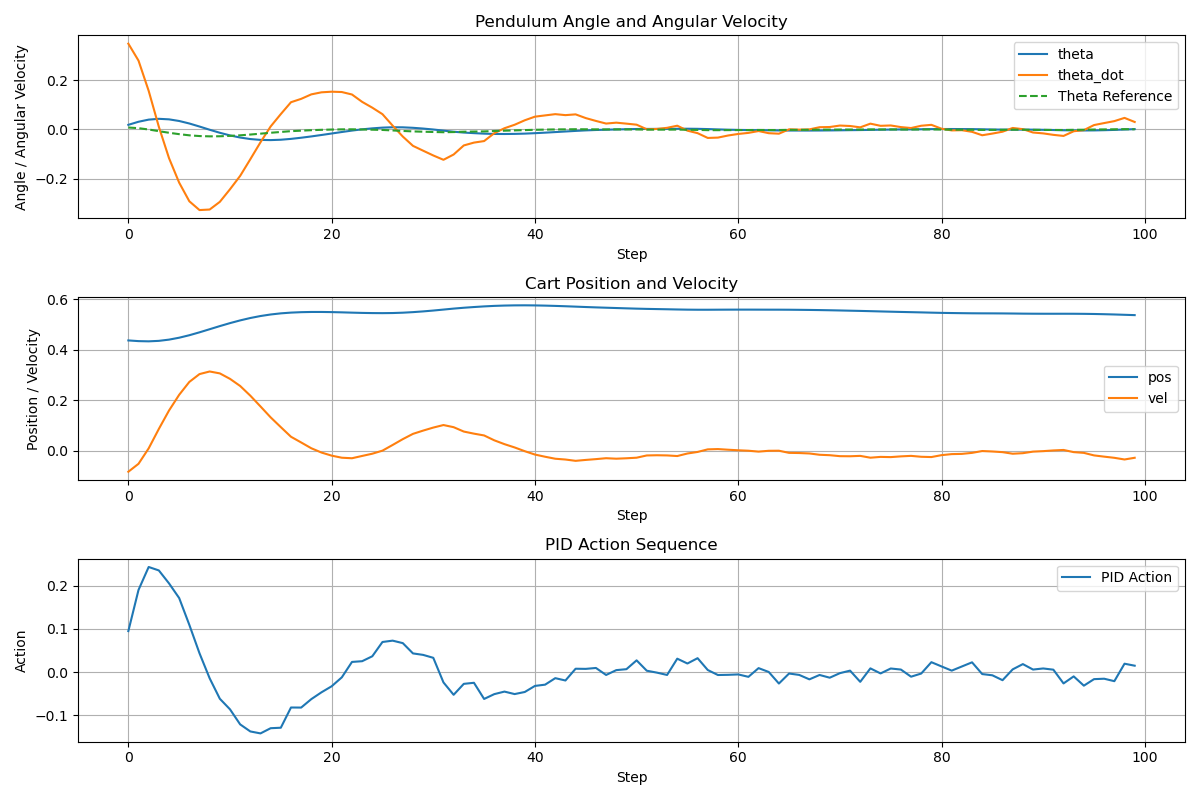 Pendulum Angle and Angular Velocity
Angle / Angular Velocity
0.2
0.0
−0.2
theta
theta_dot
Theta Reference
0 20 40 60 80 100
Step
Cart Position and Velocity
Position / Velocity
0.6
0.4
0.2
0.0
pos
vel
0 20 40 60 80 100
Step
PID Action Sequence
Action
0.2
0.1
0.0
−0.1
PID Action
0 20 40 60 80 100
Step